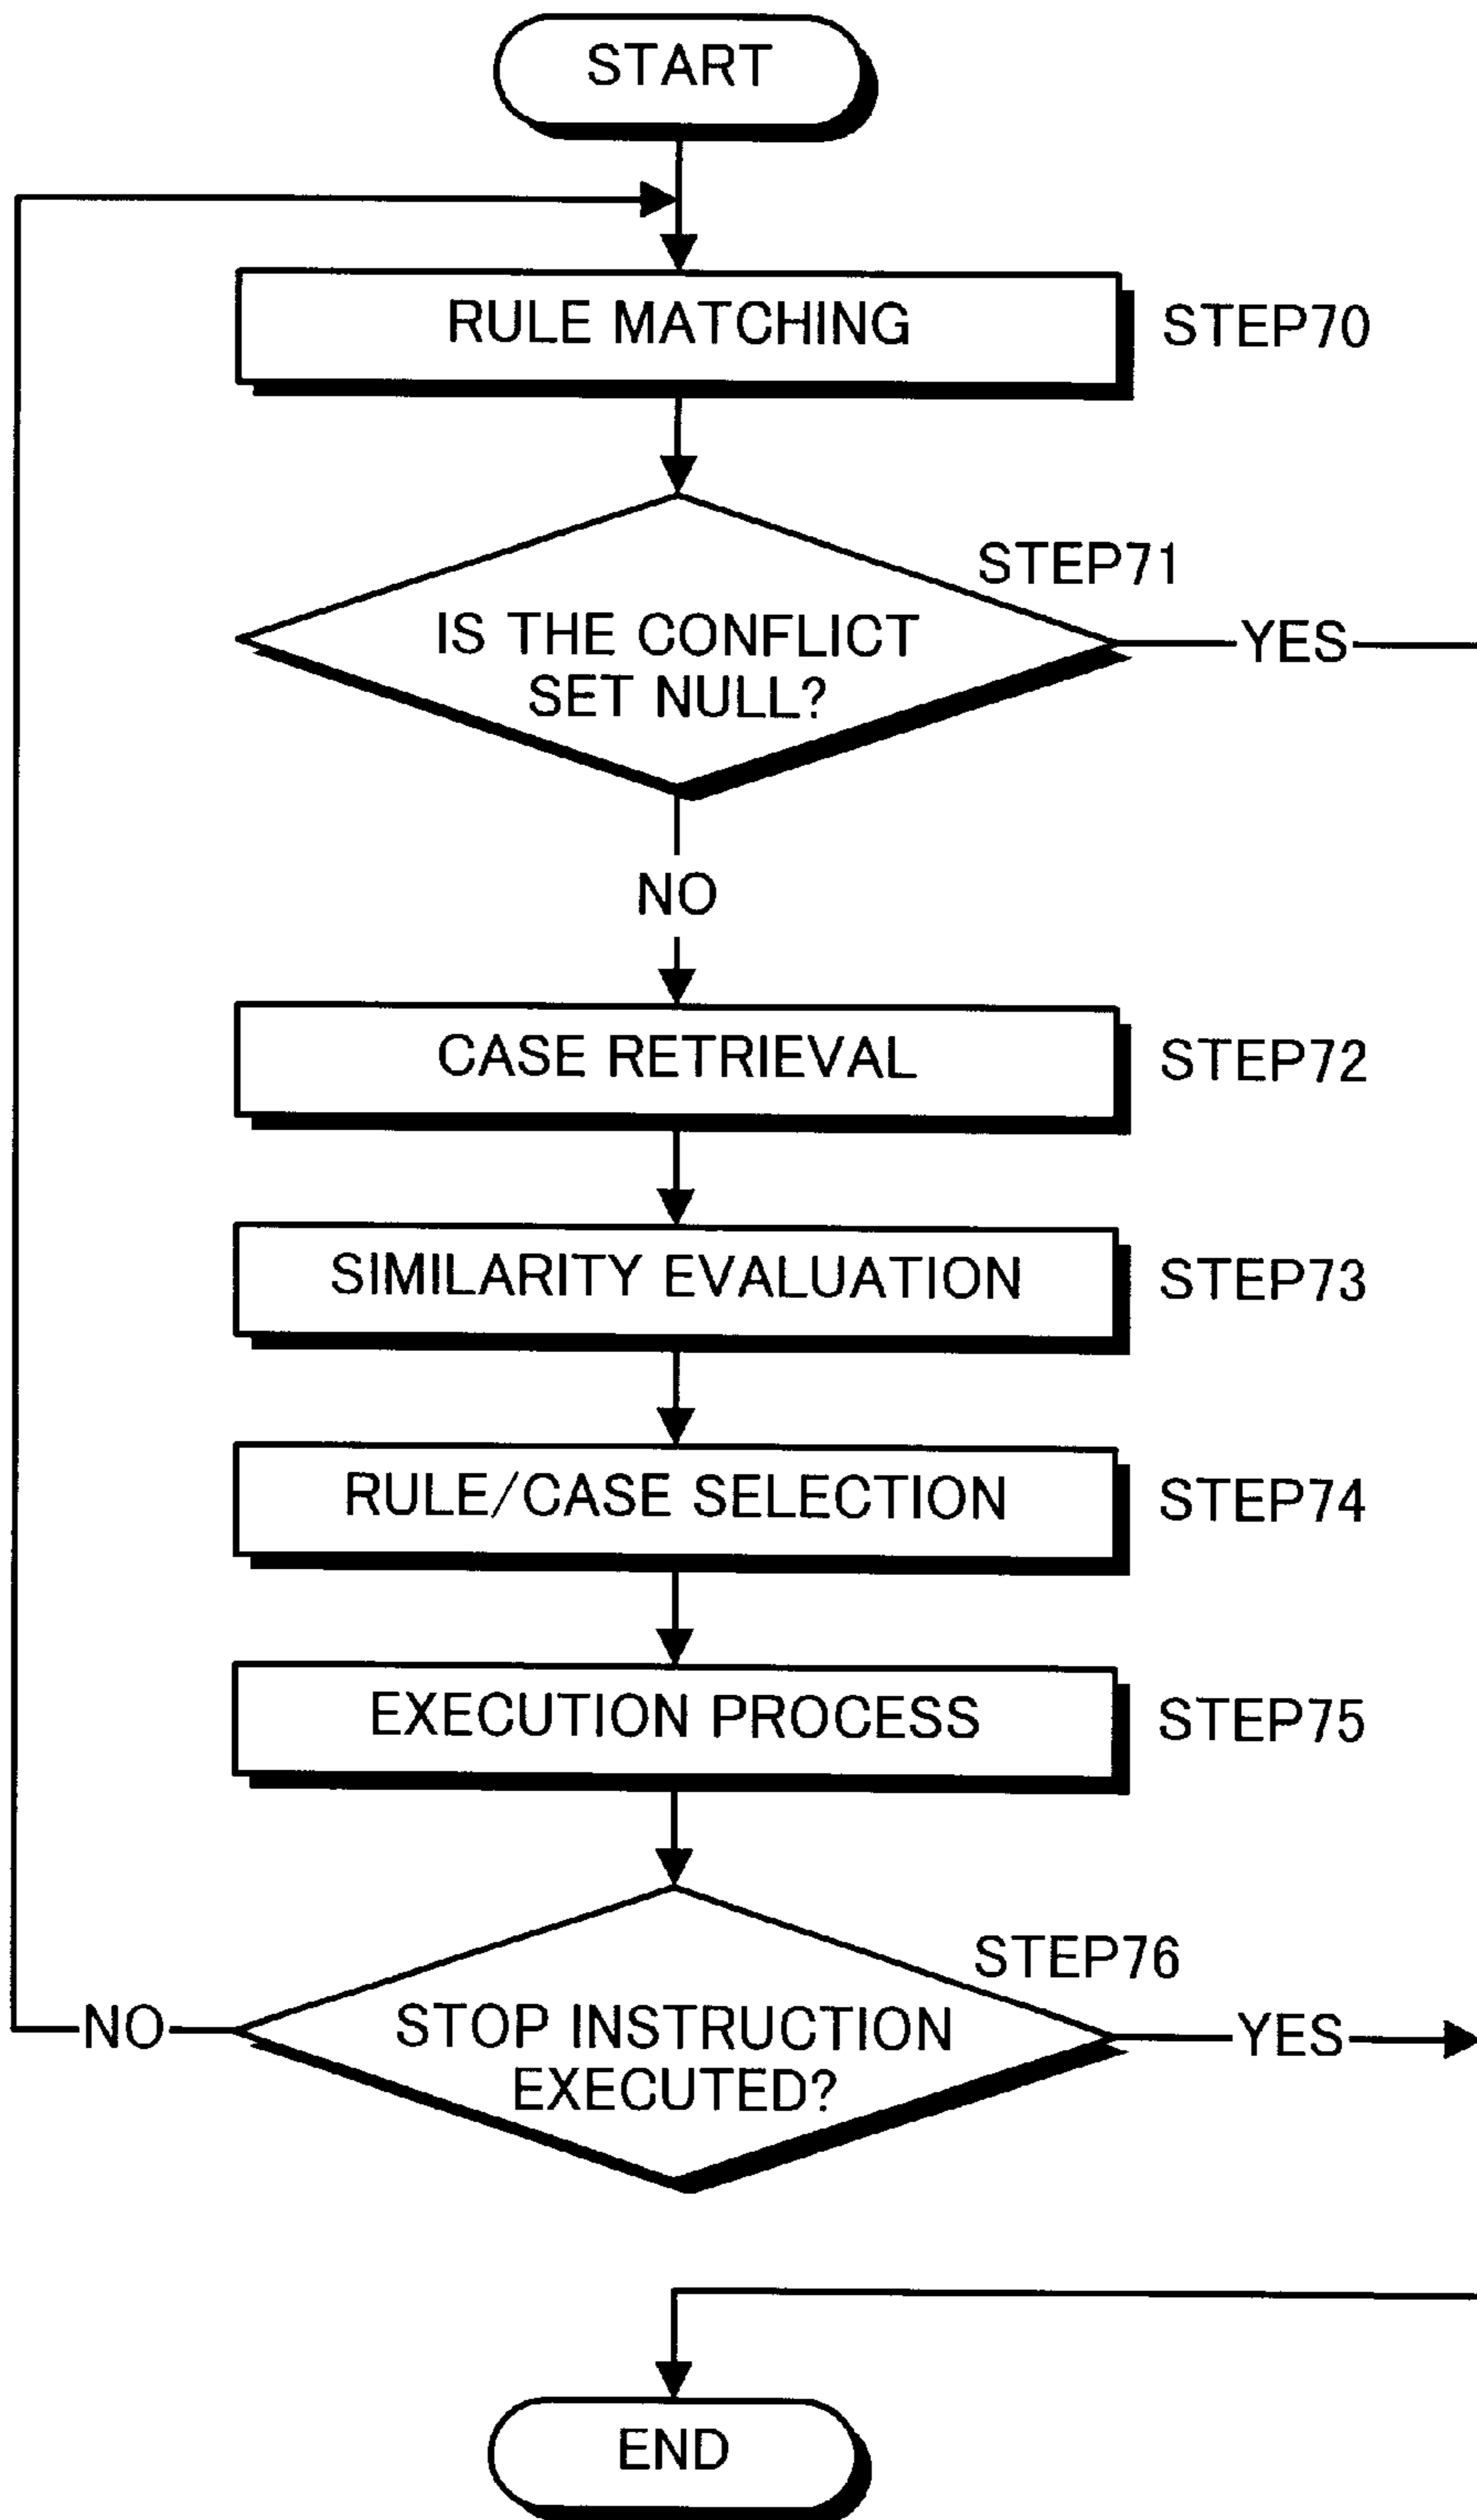 START
RULE MATCHING
STEP70
STEP71
IS THE CONFLICT
SET NULL?
YES
NO
CASE RETRIEVAL
STEP72
SIMILARITY EVALUATION
STEP73
RULE/CASE SELECTION
STEP74
EXECUTION PROCESS
STEP75
STEP76
STOP INSTRUCTION
EXECUTED?
NO
YES
END